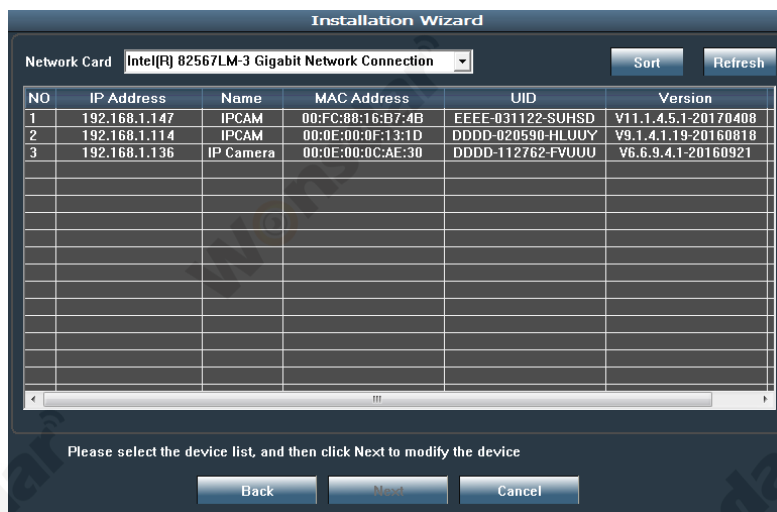 Installation Wizard
Network Card Intel(R) 82567LM-3 Gigabit Network Connection Sort Refresh
NO IP Address Name MAC Address UID Version
1 192.168.1.147 IPCAM 00:FC:88:16:B7:4B EEEE-031122-SUHSD V11.1.4.5.1-20170408
2 192.168.1.114 IPCAM 00:0E:00:0F:13:1D DDDD-020590-HLUUY V9.1.4.1.19-20160818
3 192.168.1.136 IP Camera 00:0E:00:0C:AE:30 DDDD-112762-FVUUU V6.6.9.4.1-20160921
Please select the device list, and then click Next to modify the device
Back Next Cancel